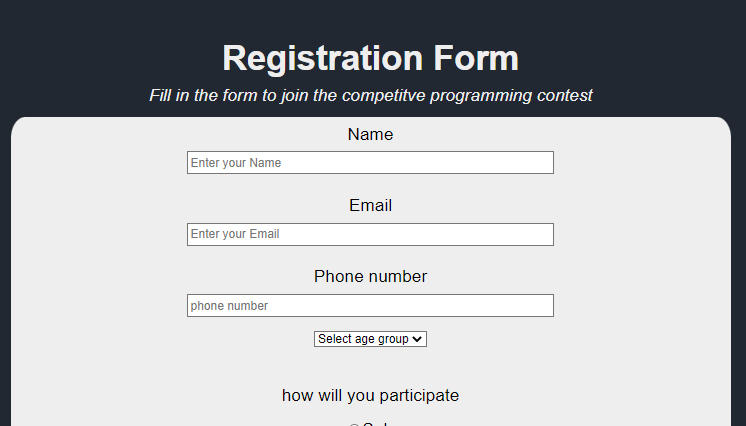 Registration Form
Fill in the form to join the competitve programming contest
Name
Enter your Name
Email
Enter your Email
Phone number
phone number
Select age group
how will you participate